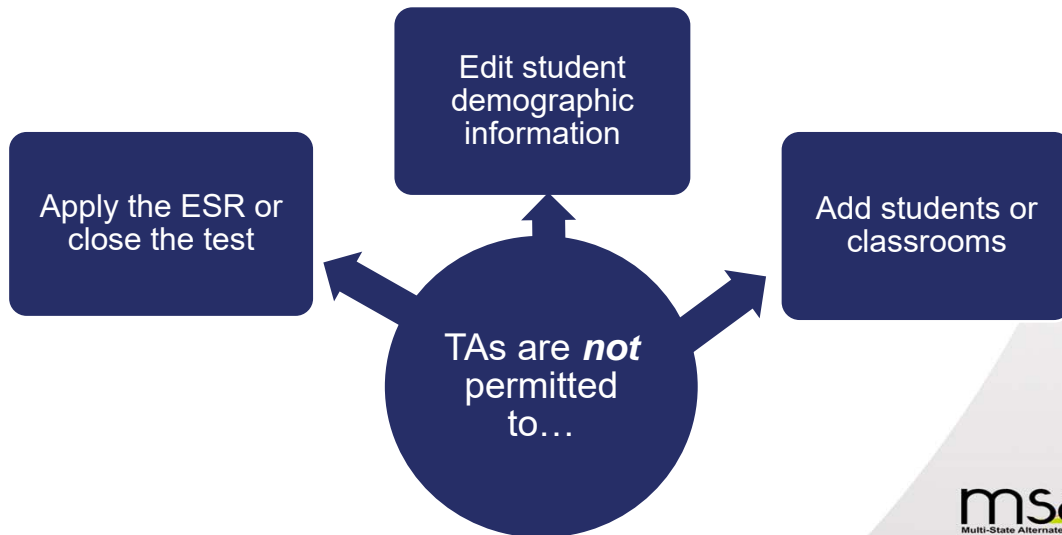 Edit student
demographic
information
Apply the ESR or
close the test
Add students or
classrooms
TAs are not
permitted
to…
Multi-State Alternate